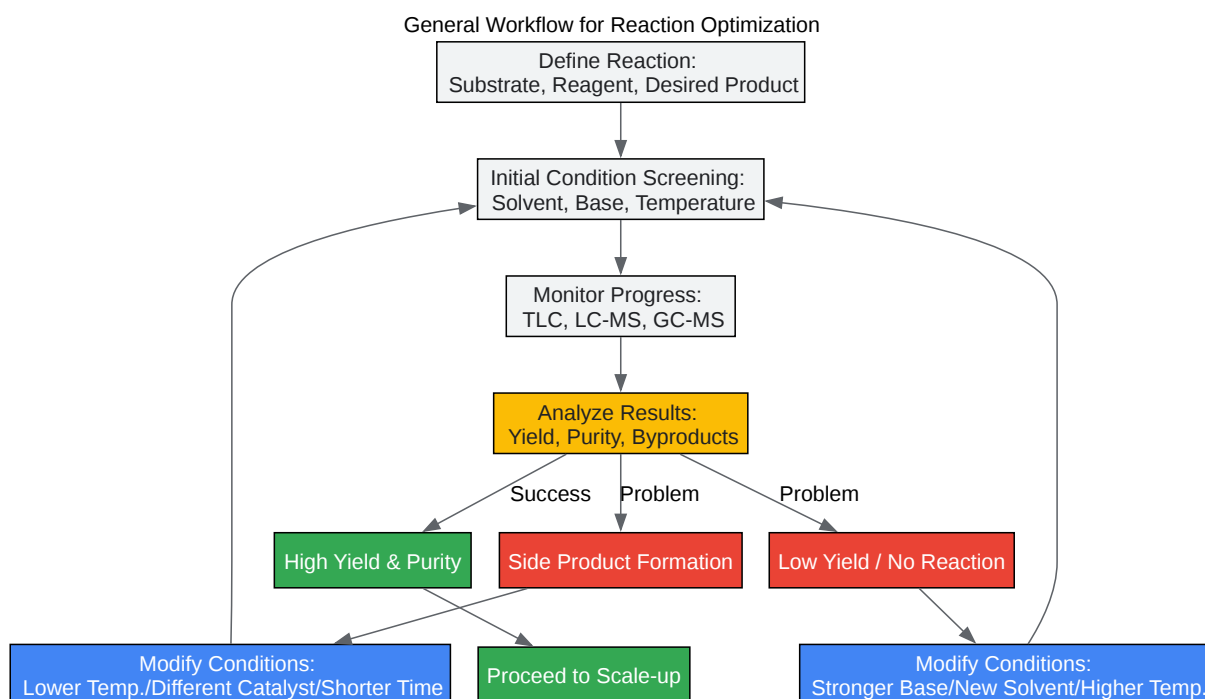 General Workflow for Reaction Optimization
Define Reaction:
Substrate, Reagent, Desired Product
Initial Condition Screening:
Solvent, Base, Temperature
Monitor Progress:
TLC, LC-MS, GC-MS
Analyze Results:
Yield, Purity, Byproducts
Success
Problem
Problem
High Yield & Purity
Side Product Formation
Low Yield / No Reaction
Modify Conditions:
Lower Temp./Different Catalyst/Shorter Time
Proceed to Scale-up
Modify Conditions:
Stronger Base/New Solvent/Higher Temp.